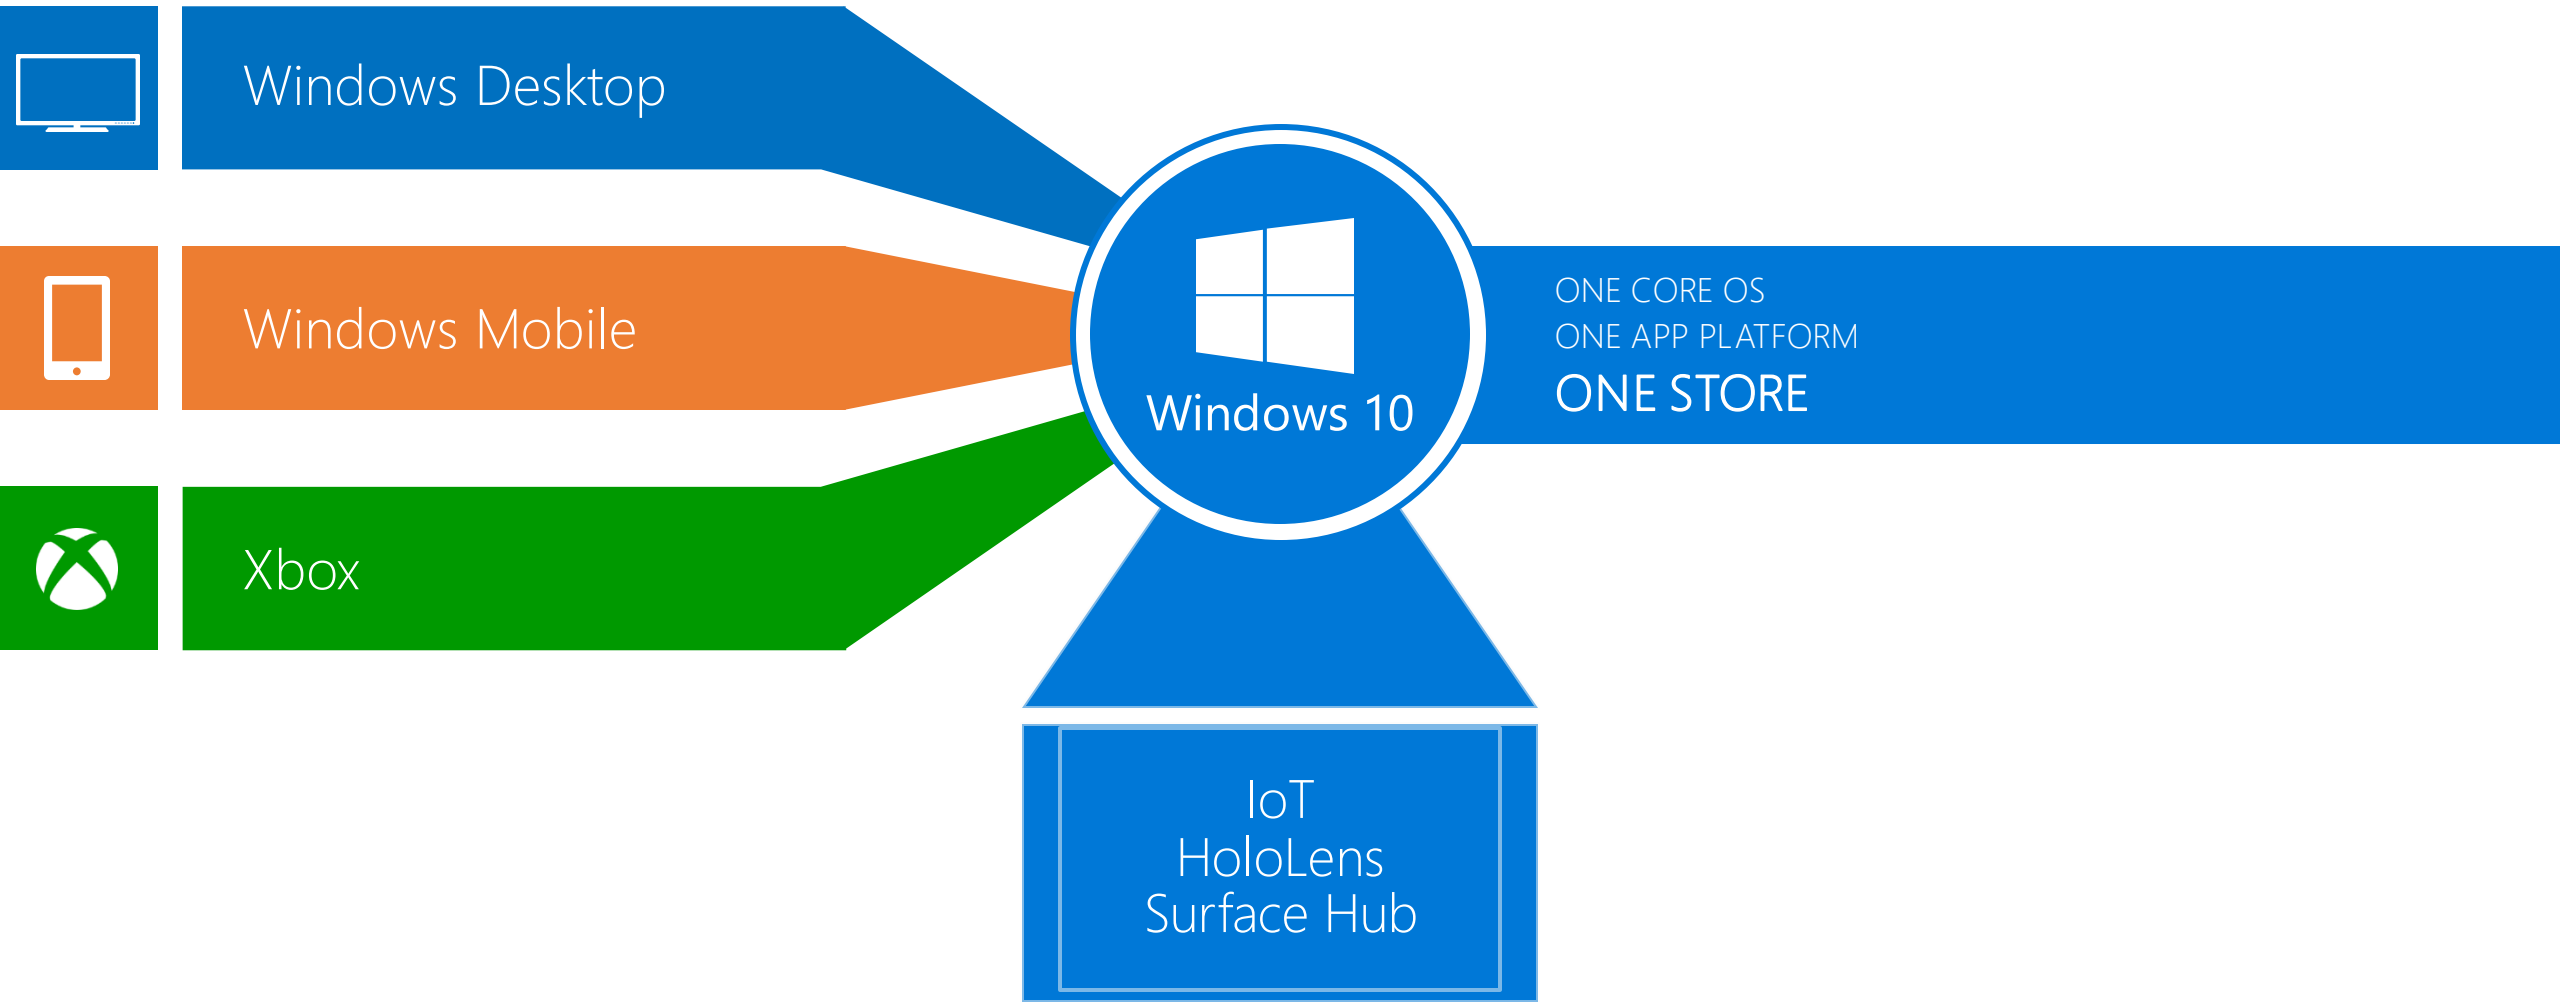 Windows Desktop
Windows Mobile
Xbox
Windows 10
ONE CORE OS
ONE APP PLATFORM
ONE STORE
IoT
HoloLens
Surface Hub